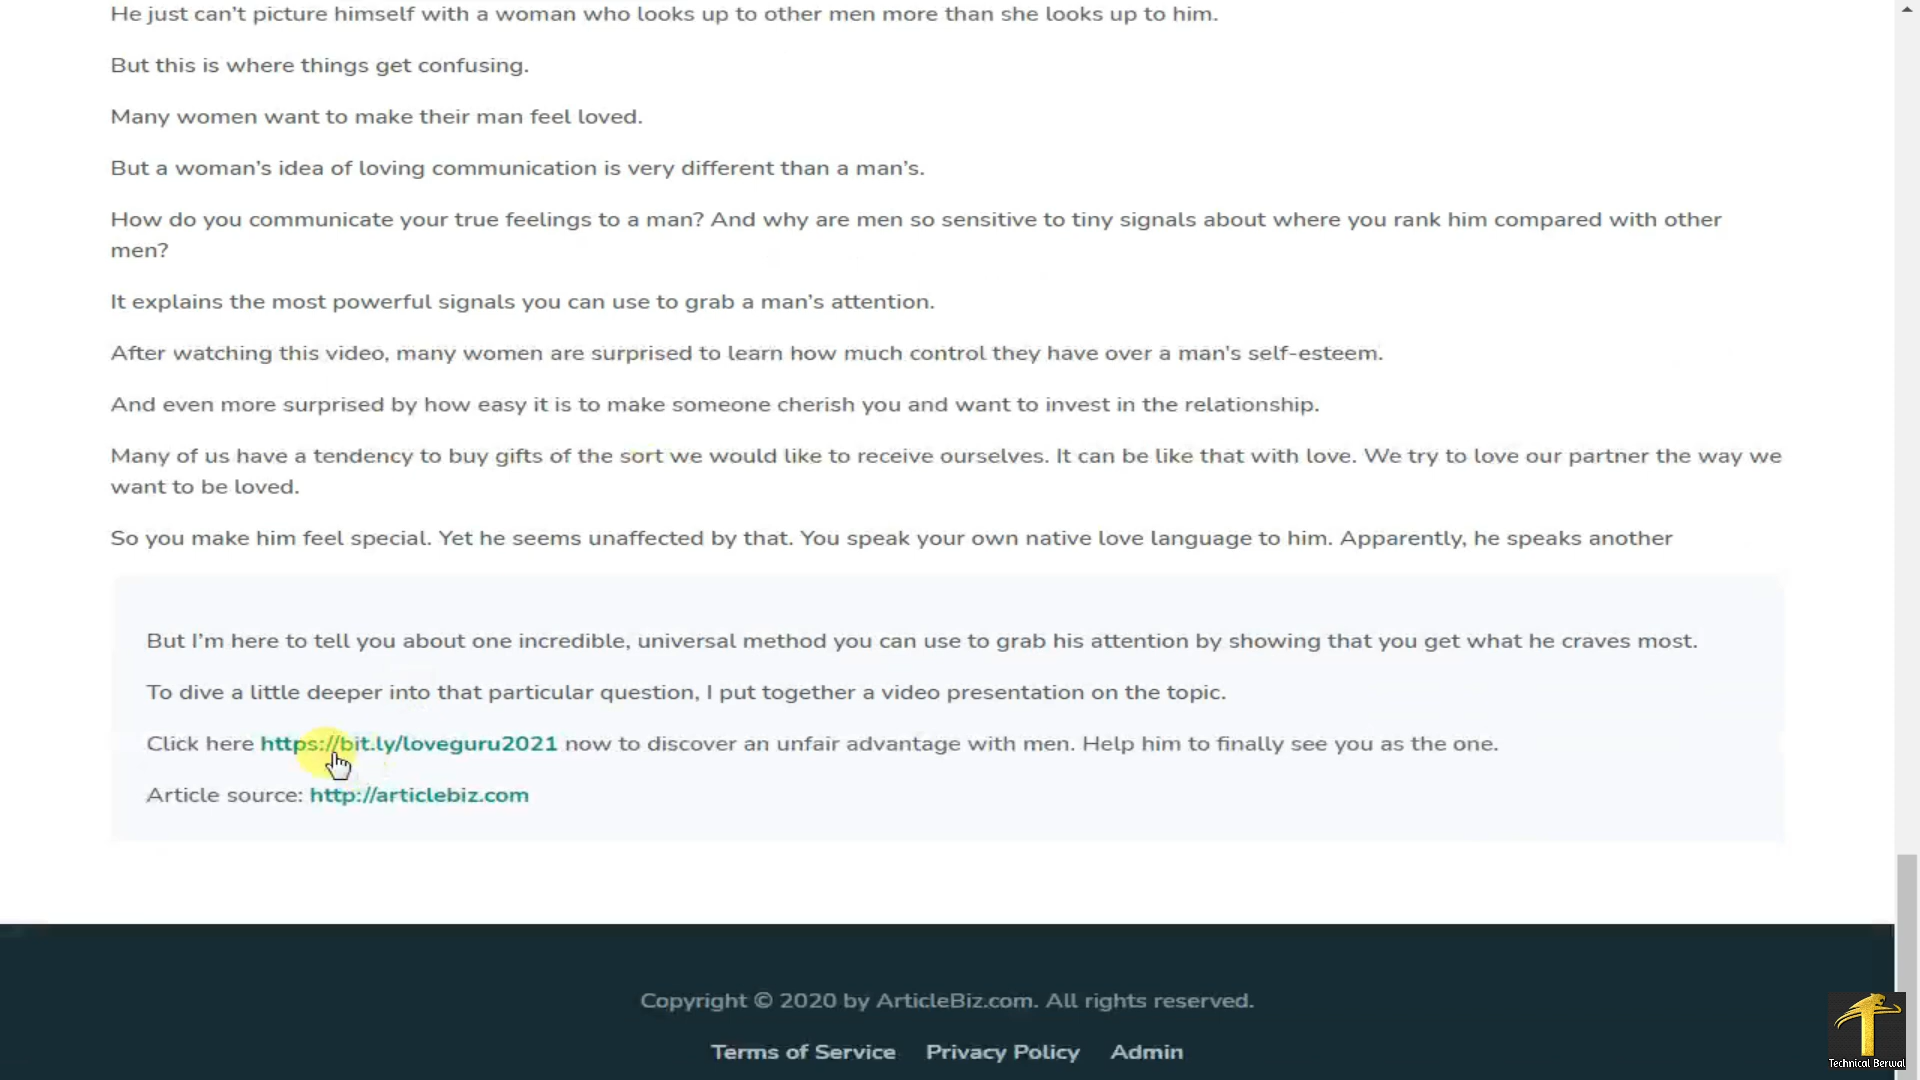 He just can’t picture himself with a woman who looks up to other men more than she looks up to him.
But this is where things get confusing.
Many women want to make their man feel loved.
But a woman’s idea of loving communication is very different than a man’s.
How do you communicate your true feelings to a man? And why are men so sensitive to tiny signals about where you rank him compared with other
men?
It explains the most powerful signals you can use to grab a man’s attention.
After watching this video, many women are surprised to learn how much control they have over a man's self-esteem.
And even more surprised by how easy it is to make someone cherish you and want to invest in the relationship.
Many of us have a tendency to buy gifts of the sort we would like to receive ourselves. It can be like that with love. We try to love our partner the way we
want to be loved.
So you make him feel special. Yet he seems unaffected by that. You speak your own native love language to him. Apparently, he speaks another
But I’m here to tell you about one incredible, universal method you can use to grab his attention by showing that you get what he craves most.
To dive a little deeper into that particular question, I put together a video presentation on the topic.
Click here https://bit.ly/loveguru2021 now to discover an unfair advantage with men. Help him to finally see you as the one.
Article source: http://articlebiz.com
Copyright © 2020 by ArticleBiz.com. All rights reserved.
Terms of Service Privacy Policy Admin
Technical Berwal